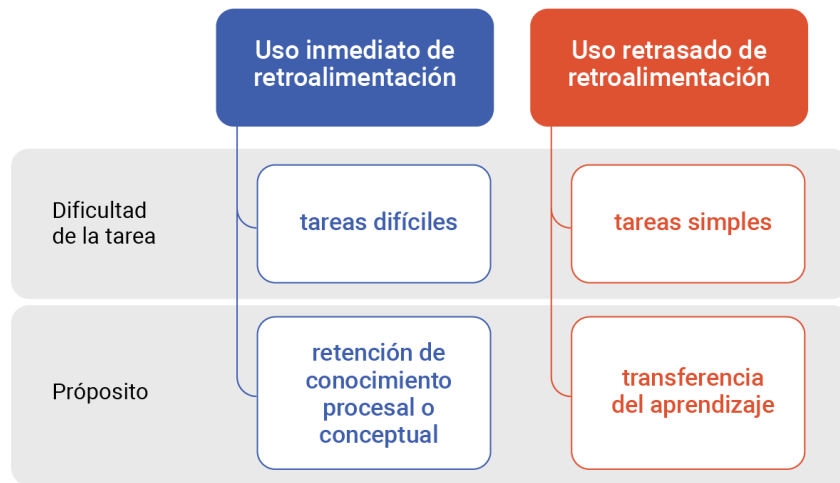 Uso inmediato de
retroalimentación
Uso retrasado de
retroalimentación
Dificultad
de la tarea
tareas difíciles
tareas simples
Próposito
retención de
conocimiento
procesal o
conceptual
transferencia
del aprendizaje